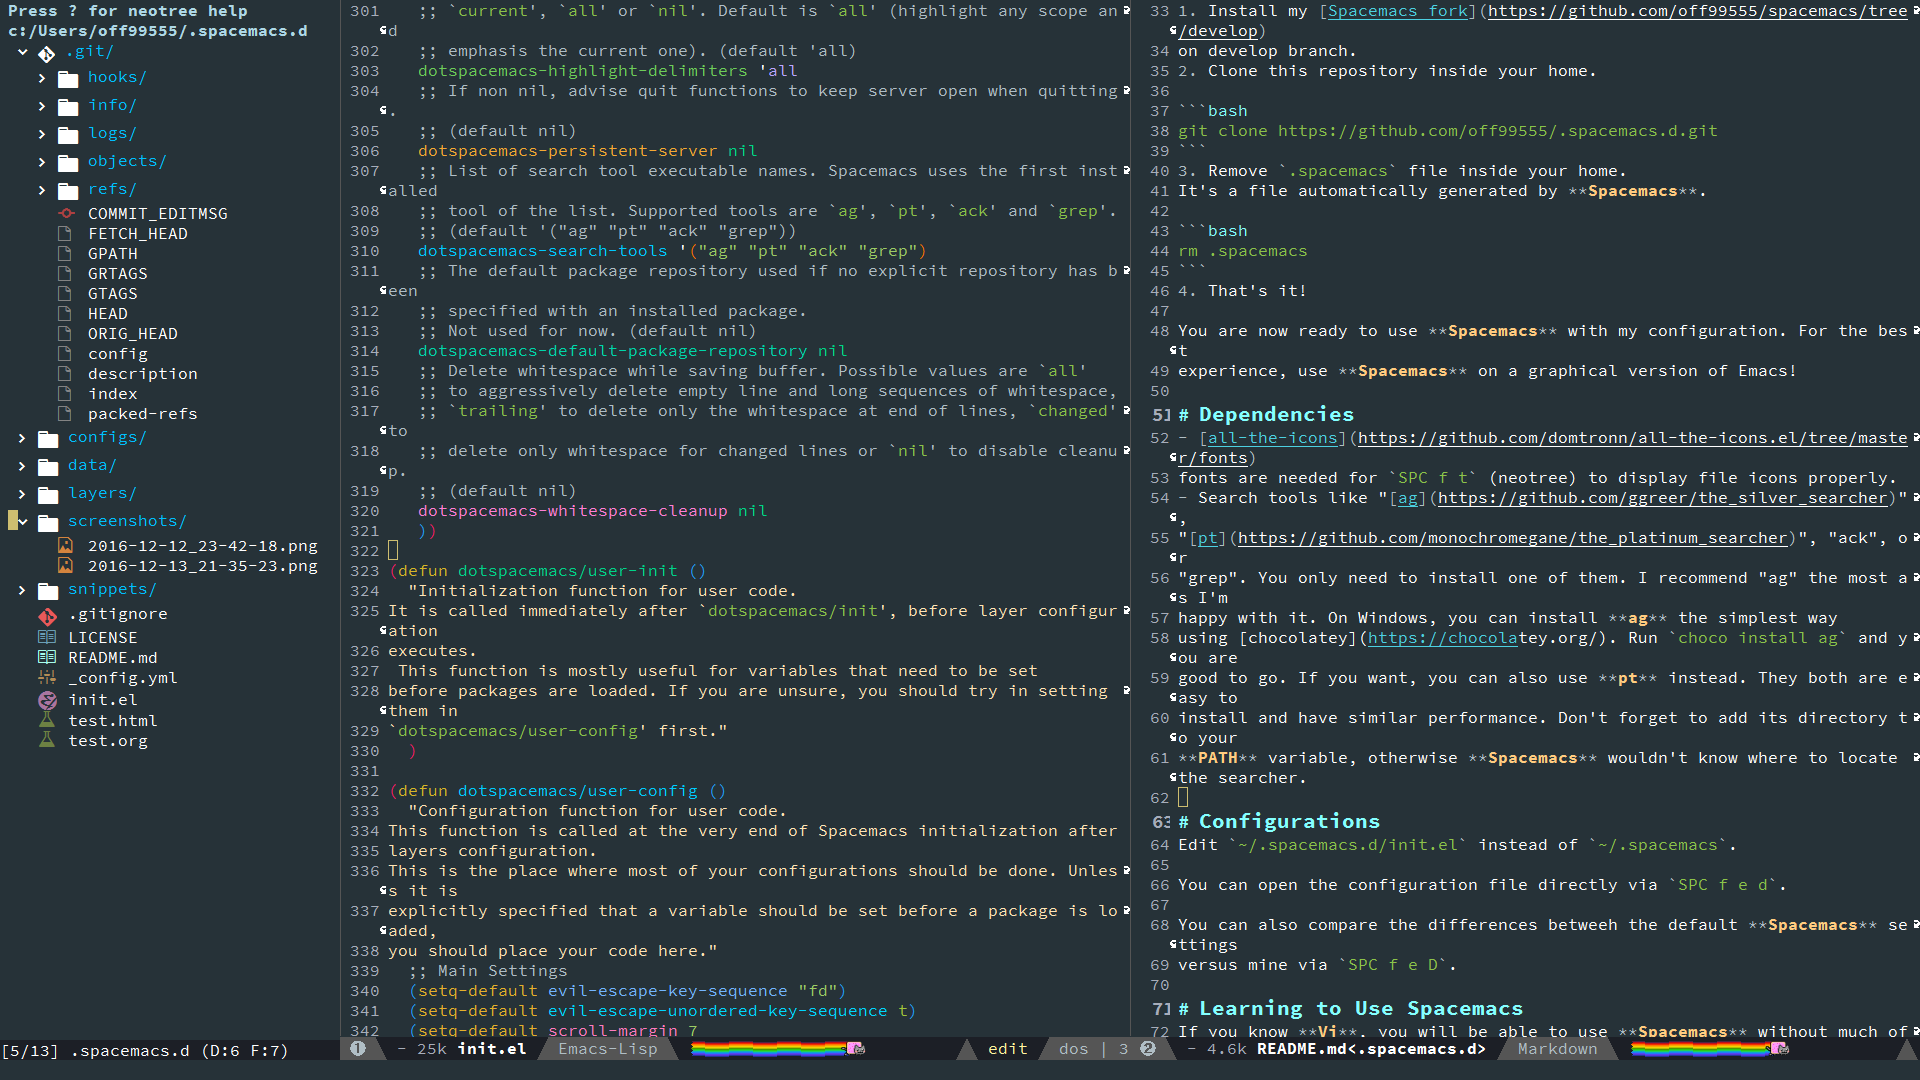 Press ? for neotree help
c:/Users/off99555/.spacemacs.d
.git/
hooks/
info/
logs/
objects/
refs/
COMMIT_EDITMSG
FETCH_HEAD
GPATH
GRTAGS
GTAGS
HEAD
ORIG_HEAD
config
description
index
packed-refs
configs/
data/
layers/
screenshots/
2016-12-12_23-42-18.png
2016-12-13_21-35-23.png
snippets/
.gitignore
LICENSE
README.md
_config.yml
init.el
test.html
test.org
[5/13] .spacemacs.d (D:6 F:7)
301 ;; `current', `all' or `nil'. Default is `all' (highlight any scope an
d
302 ;; emphasis the current one). (default 'all)
303 dotspacemacs-highlight-delimiters 'all
304 ;; If non nil, advise quit functions to keep server open when quitting
.
305 ;; (default nil)
306 dotspacemacs-persistent-server nil
307 ;; List of search tool executable names. Spacemacs uses the first inst
alled
308 ;; tool of the list. Supported tools are `ag', `pt', `ack' and `grep'.
309 ;; (default '("ag" "pt" "ack" "grep"))
310 dotspacemacs-search-tools '("ag" "pt" "ack" "grep")
311 ;; The default package repository used if no explicit repository has b
een
312 ;; specified with an installed package.
313 ;; Not used for now. (default nil)
314 dotspacemacs-default-package-repository nil
315 ;; Delete whitespace while saving buffer. Possible values are `all'
316 ;; to aggressively delete empty line and long sequences of whitespace,
317 ;; `trailing' to delete only the whitespace at end of lines, `changed'
to
318 ;; delete only whitespace for changed lines or `nil' to disable cleanu
p.
319 ;; (default nil)
320 dotspacemacs-whitespace-cleanup nil
321 ))
322
323 (defun dotspacemacs/user-init ()
324 "Initialization function for user code.
325 It is called immediately after `dotspacemacs/init', before layer configur
ation
326 executes.
327 This function is mostly useful for variables that need to be set
328 before packages are loaded. If you are unsure, you should try in setting
them in
329 `dotspacemacs/user-config' first."
330 )
331
332 (defun dotspacemacs/user-config ()
333 "Configuration function for user code.
334 This function is called at the very end of Spacemacs initialization after
335 layers configuration.
336 This is the place where most of your configurations should be done. Unles
s it is
337 explicitly specified that a variable should be set before a package is lo
aded,
338 you should place your code here."
339 ;; Main Settings
340 (setq-default evil-escape-key-sequence "fd")
341 (setq-default evil-escape-unordered-key-sequence t)
342 (setq-default scroll-margin 7
1 - 25k init.el Emacs-Lisp edit dos | 3
33 1. Install my [Spacemacs fork](https://github.com/off99555/spacemacs/tree
/develop)
34 on develop branch.
35 2. Clone this repository inside your home.
36
37 ```bash
38 git clone https://github.com/off99555/.spacemacs.d.git
39 ```
40 3. Remove `.spacemacs` file inside your home.
41 It's a file automatically generated by **Spacemacs**.
42
43 ```bash
44 rm .spacemacs
45 ```
46 4. That's it!
47
48 You are now ready to use **Spacemacs** with my configuration. For the bes
t
49 experience, use **Spacemacs** on a graphical version of Emacs!
50
51 # Dependencies
52 - [all-the-icons](https://github.com/domtronn/all-the-icons.el/tree/maste
r/fonts)
53 fonts are needed for `SPC f t` (neotree) to display file icons properly.
54 - Search tools like "[ag](https://github.com/ggreer/the_silver_searcher)"
,
55 "[pt](https://github.com/monochromegane/the_platinum_searcher)", "ack", o
r
56 "grep". You only need to install one of them. I recommend "ag" the most a
s I'm
57 happy with it. On Windows, you can install **ag** the simplest way
58 using [chocolatey](https://chocolatey.org/). Run `choco install ag` and y
ou are
59 good to go. If you want, you can also use **pt** instead. They both are e
asy to
60 install and have similar performance. Don't forget to add its directory t
o your
61 **PATH** variable, otherwise **Spacemacs** wouldn't know where to locate
the searcher.
62
63 # Configurations
64 Edit `~/.spacemacs.d/init.el` instead of `~/.spacemacs`.
65
66 You can open the configuration file directly via `SPC f e d`.
67
68 You can also compare the differences betweeh the default **Spacemacs** se
ttings
69 versus mine via `SPC f e D`.
70
71 # Learning to Use Spacemacs
72 If you know **Vi**, you will be able to use **Spacemacs** without much of
2 - 4.6k README.md<.spacemacs.d> Markdown